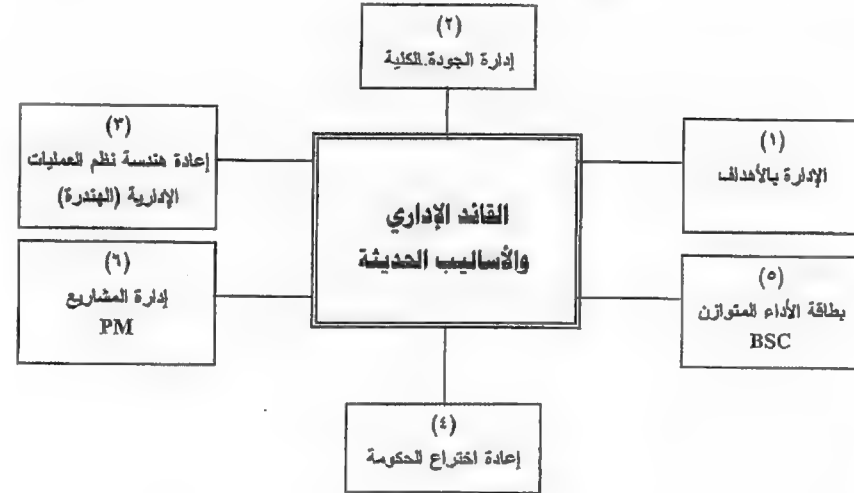 (٢)
إدارة الجودة الكلية
(٣)
إعادة هندسة نظم العمليات
الإدارية (الهندرة)
(١)
الإدارة بالأهداف
القائد الإداري
والأساليب الحديثة
(٦)
إدارة المشاريع
PM
(٥)
بطاقة الأداء المتوازن
BSC
(٤)
إعادة اختراع الحكومة